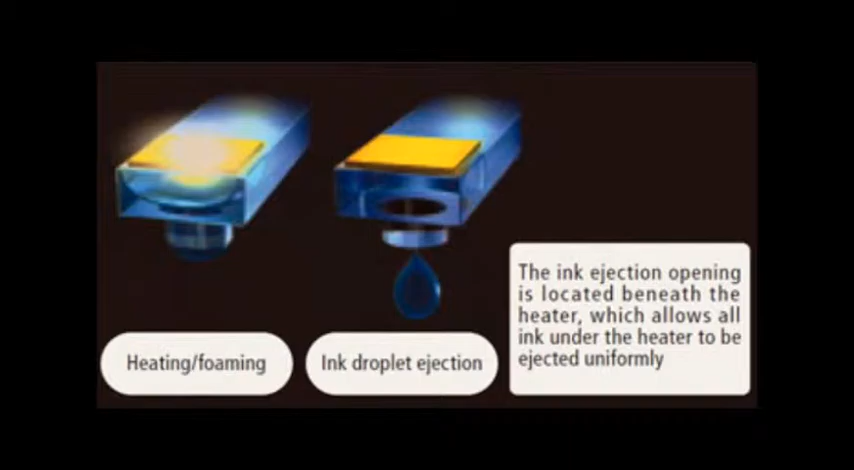 Heating/foaming
Ink droplet ejection
The ink ejection opening
is located beneath the
heater, which allows all
ink under the heater to be
ejected uniformly